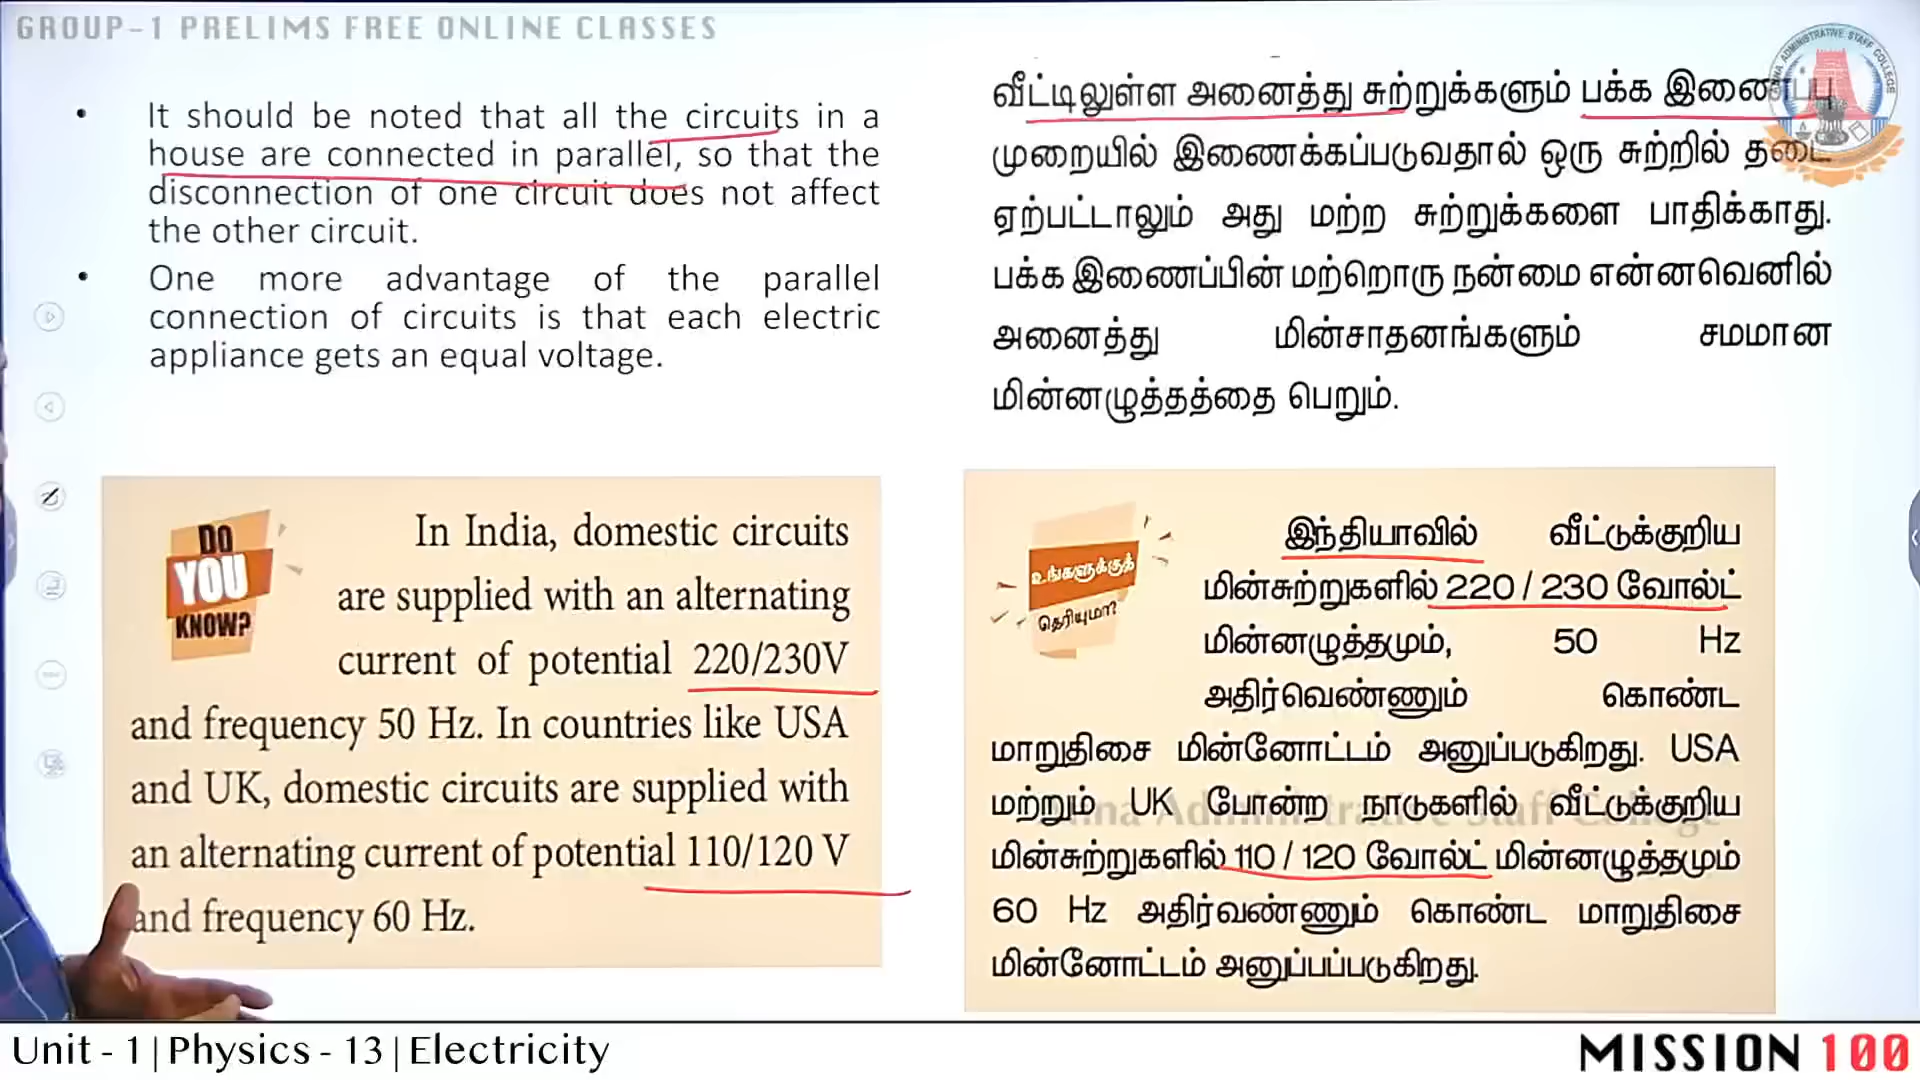 GROUP-1 PRELIMS FREE ONLINE CLASSES
• It should be noted that all the circuits in a
house are connected in parallel, so that the
disconnection of one circuit does not affect
the other circuit.
• One more advantage of the parallel
connection of circuits is that each electric
appliance gets an equal voltage.
வீட்டிலுள்ள அனைத்து சுற்றுக்களும் பக்க இணைப்பு
முறையில் இணைக்கப்படுவதால் ஒரு சுற்றில் தடை
ஏற்பட்டாலும் அது மற்ற சுற்றுக்களை பாதிக்காது.
பக்க இணைப்பின் மற்றொரு நன்மை என்னவெனில்
அனைத்து மின்சாதனங்களும் சமமான
மின்னழுத்தத்தை பெறும்.
DO
YOU
KNOW?
In India, domestic circuits
are supplied with an alternating
current of potential 220/230V
and frequency 50 Hz. In countries like USA
and UK, domestic circuits are supplied with
an alternating current of potential 110/120 V
and frequency 60 Hz.
உங்களுக்குத்
தெரியுமா?
இந்தியாவில் வீட்டுக்குறிய
மின்சுற்றுகளில் 220 / 230 வோல்ட்
மின்னழுத்தமும், 50 Hz
அதிர்வெண்ணும் கொண்ட
மாறுதிசை மின்னோட்டம் அனுப்படுகிறது. USA
மற்றும் UK போன்ற நாடுகளில் வீட்டுக்குறிய
மின்சுற்றுகளில் 110 / 120 வோல்ட் மின்னழுத்தமும்
60 Hz அதிர்வண்ணும் கொண்ட மாறுதிசை
மின்னோட்டம் அனுப்பப்படுகிறது.
Unit - 1 | Physics - 13 | Electricity
MISSION 100